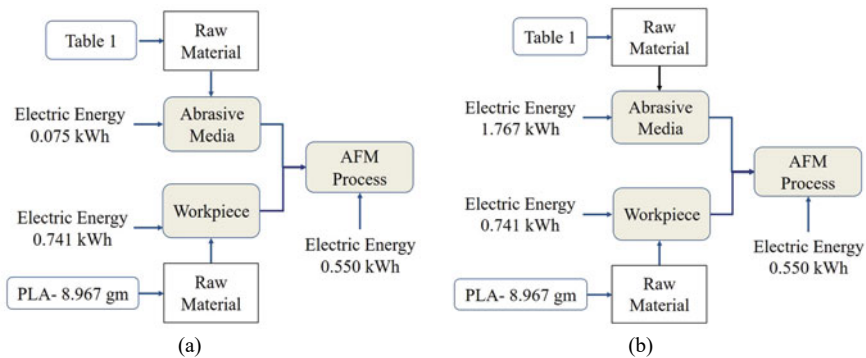 Table 1
Raw
Material
Electric Energy
0.075 kWh
Abrasive
Media
AFM
Process
Electric Energy
0.741 kWh
Workpiece
Electric Energy
0.550 kWh
PLA- 8.967 gm
Raw
Material
(a)
Table 1
Raw
Material
Electric Energy
1.767 kWh
Abrasive
Media
AFM
Process
Electric Energy
0.741 kWh
Workpiece
Electric Energy
0.550 kWh
PLA- 8.967 gm
Raw
Material
(b)